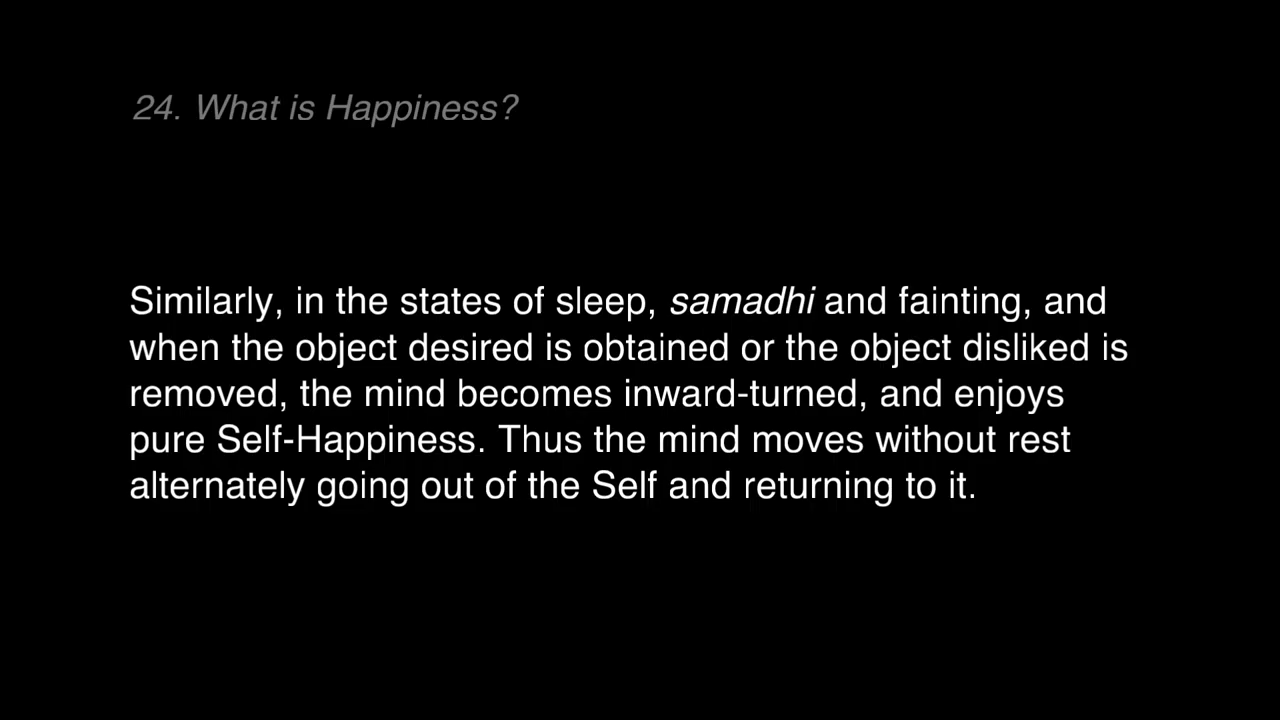 24. What is Happiness?
Similarly, in the states of sleep, samadhi and fainting, and
when the object desired is obtained or the object disliked is
removed, the mind becomes inward-turned, and enjoys
pure Self-Happiness. Thus the mind moves without rest
alternately going out of the Self and returning to it.